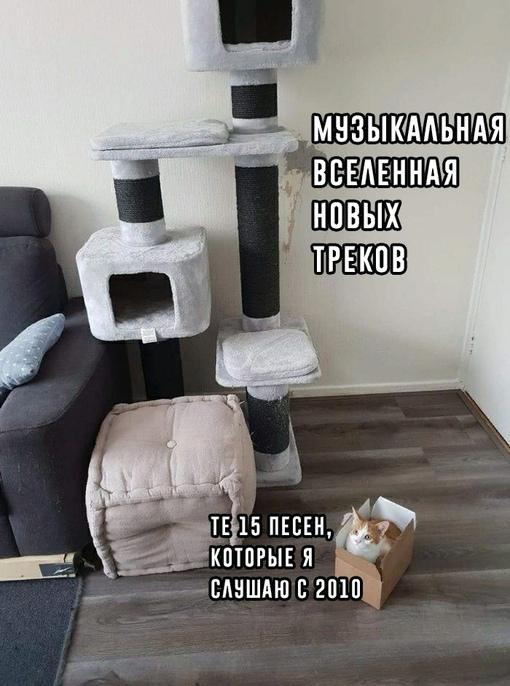 МУЗЫКАЛЬНАЯ
ВСЕЛЕННАЯ
НОВЫХ
ТРЕКОВ
ТЕ 15 ПЕСЕН,
КОТОРЫЕ Я
СЛУШАЮ С 2010